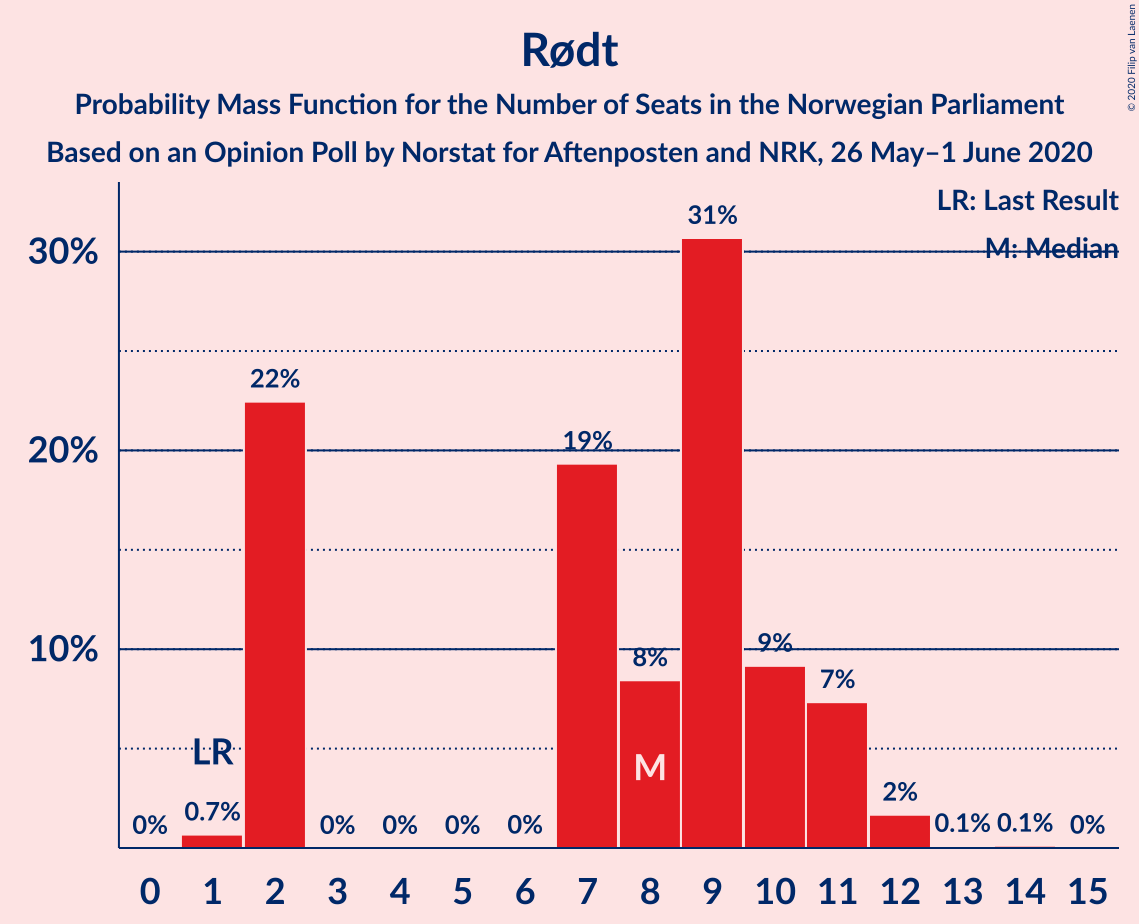 Rødt
Probability Mass Function for the Number of Seats in the Norwegian Parliament
Based on an Opinion Poll by Norstat for Aftenposten and NRK, 26 May–1 June 2020
© 2020 Filip van Laenen
LR: Last Result
M: Median
30%
20%
10%
0%
0.7%
22%
0%
0%
0%
0%
19%
8%
31%
9%
7%
2%
0.1%
0.1%
0%
LR
M
0 1 2 3 4 5 6 7 8 9 10 11 12 13 14 15